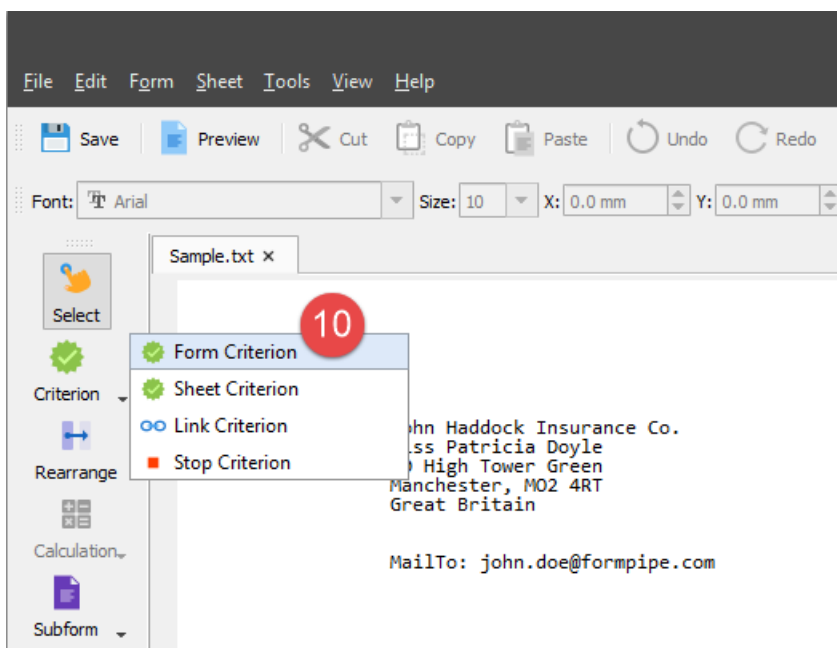 File Edit Form Sheet Tools View Help
Save Preview Cut Copy Paste Undo Redo
Font: Arial Size: 10 X: 0.0 mm Y: 0.0 mm
Sample.txt ×
Select
10
Form Criterion
Criterion
Sheet Criterion
Link Criterion
Stop Criterion
Rearrange
Calculation
Subform
Haddock Insurance Co.
Patricia Doyle
High Tower Green
Manchester, MO2 4RT
Great Britain
MailTo: john.doe@formpipe.com